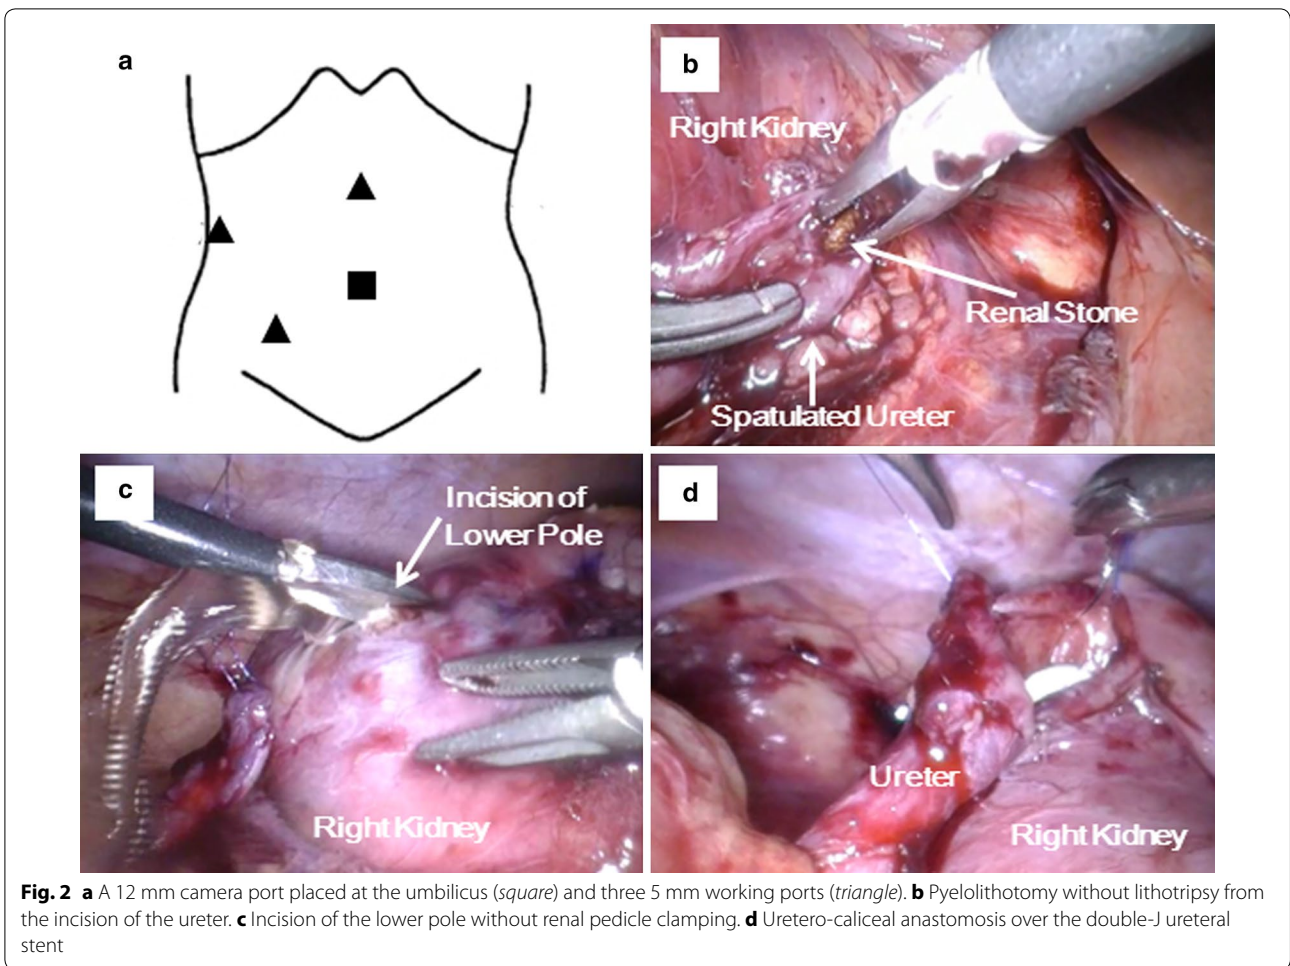 a
b
Right Kidney
Renal Stone
Spatulated Ureter
c
Incision of
Lower Pole
Right Kidney
d
Ureter
Right Kidney
Fig. 2 a A 12 mm camera port placed at the umbilicus (square) and three 5 mm working ports (triangle). b Pyelolithotomy without lithotripsy from
the incision of the ureter. c Incision of the lower pole without renal pedicle clamping. d Uretero-caliceal anastomosis over the double-J ureteral
stent